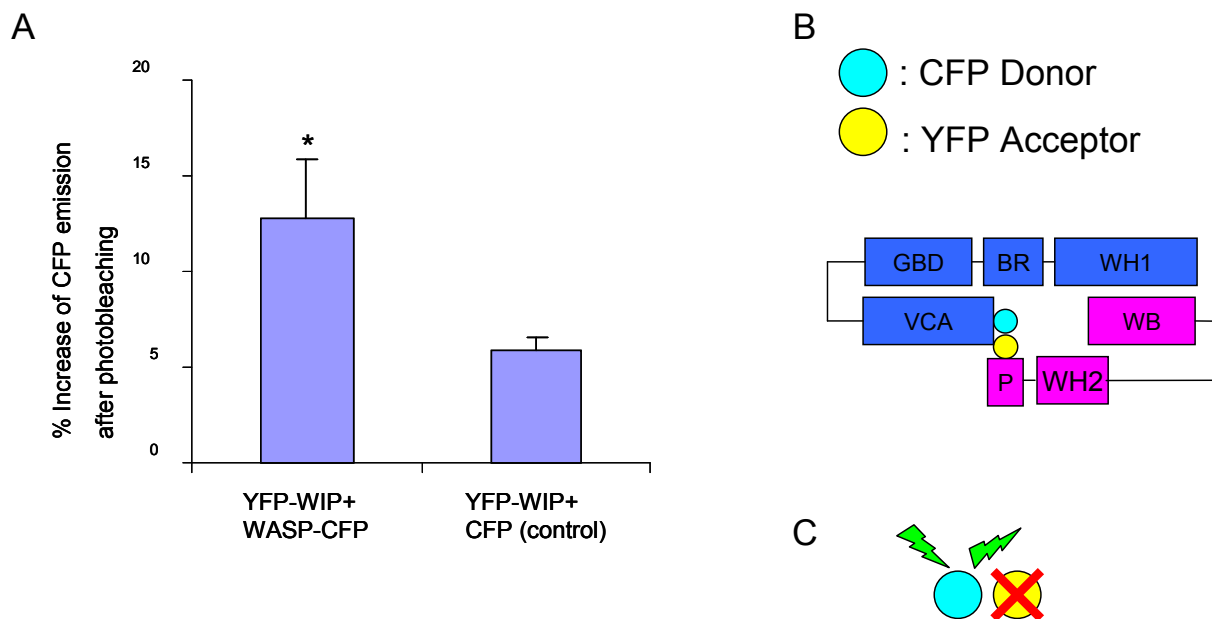 A
20
15
10
5
0
*
% Increase of CFP emission
after photobleaching
YFP-WIP+
WASP-CFP
YFP-WIP+
CFP (control)
B
: CFP Donor
: YFP Acceptor
GBD
BR
WH1
VCA
WB
P
WH2
C